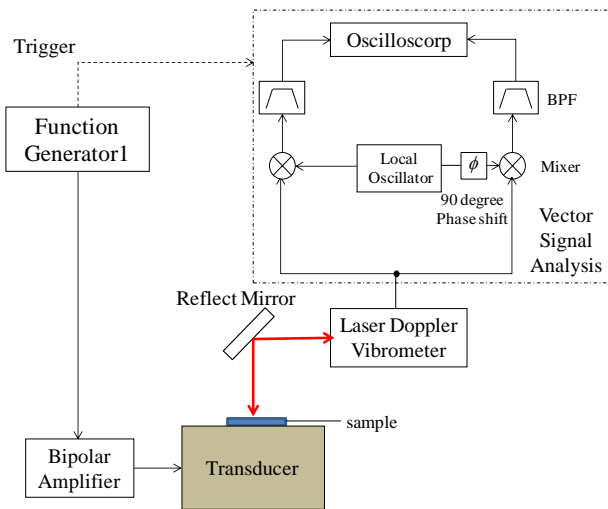 Trigger
Oscilloscorp
BPF
Function
Generator1
Local
Oscillator
ϕ
Mixer
90 degree
Phase shift
Vector
Signal
Analysis
Reflect Mirror
Laser Doppler
Vibrometer
sample
Bipolar
Amplifier
Transducer